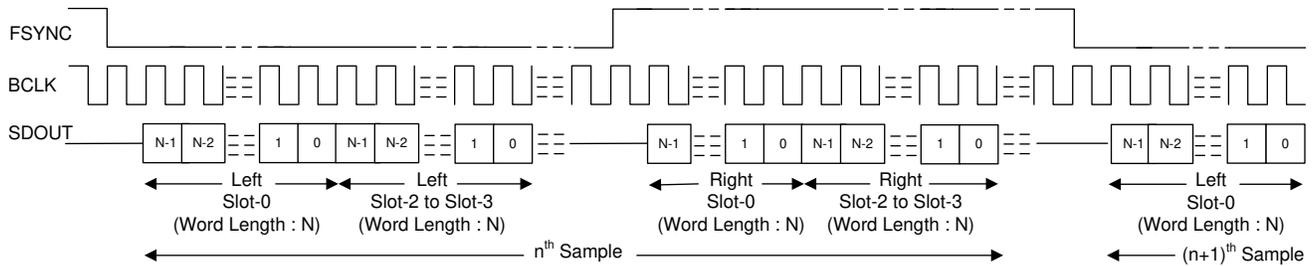 FSYNC
BCLK
SDOUT
N-1 N-2 1 0 N-1 N-2 1 0 N-1 1 0 N-1 N-2 1 0 N-1 N-2 1 0
Left Left Right Right Left
Slot-0 Slot-2 to Slot-3 Slot-0 Slot-2 to Slot-3 Slot-0
(Word Length : N) (Word Length : N) (Word Length : N) (Word Length : N) (Word Length : N)
nth Sample (n+1)th Sample